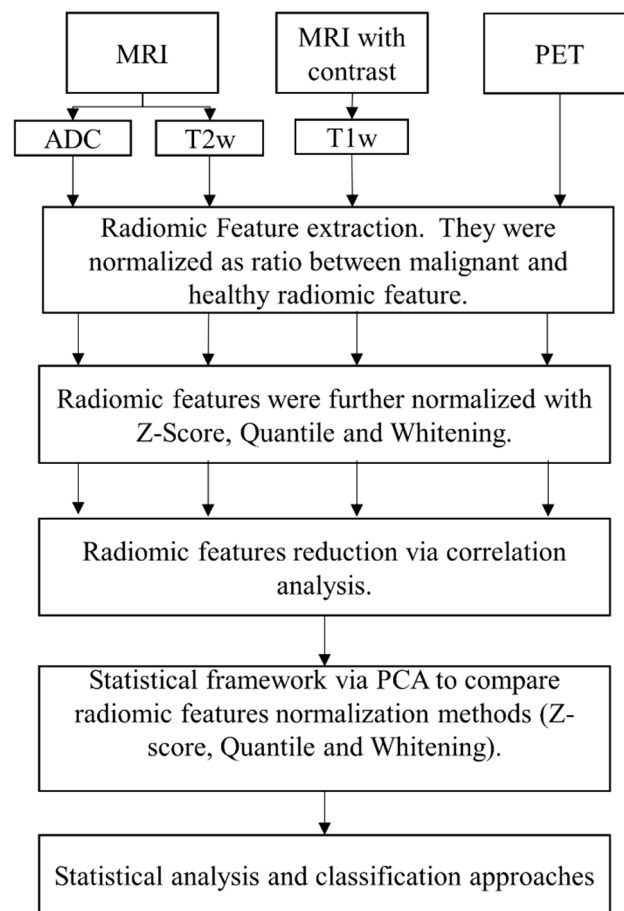 MRI
MRI with
contrast
PET
ADC
T2w
T1w
Radiomic Feature extraction. They were
normalized as ratio between malignant and
healthy radiomic feature.
Radiomic features were further normalized with
Z-Score, Quantile and Whitening.
Radiomic features reduction via correlation
analysis.
Statistical framework via PCA to compare
radiomic features normalization methods (Z-
score, Quantile and Whitening).
Statistical analysis and classification approaches